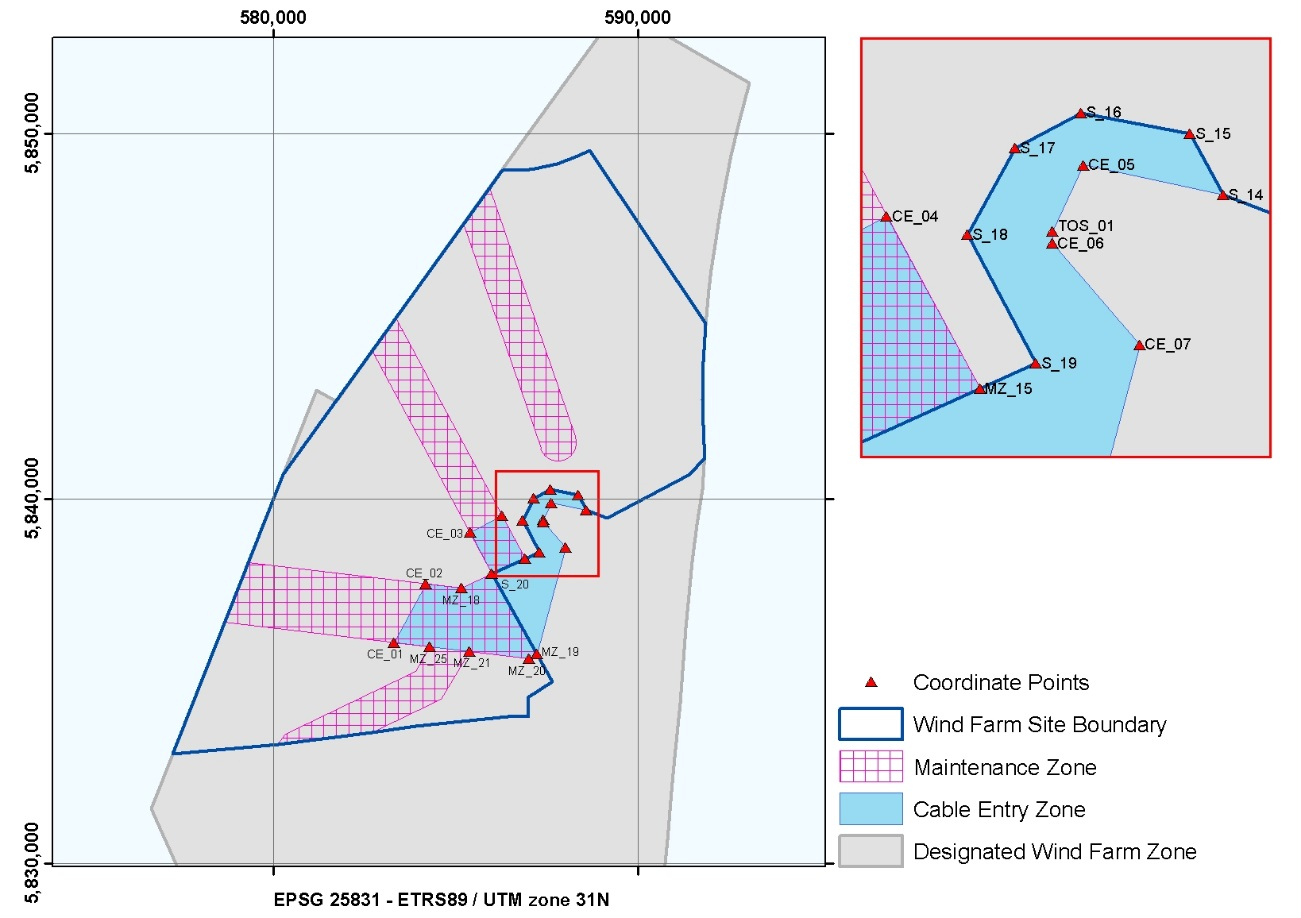 580,000
590,000
5,850,000
5,840,000
5,830,000
S_16
S_15
S_17
CE_05
S_14
CE_04
TOS_01
S_18
CE_06
CE_07
S_19
MZ_15
CE_03
CE_02
S_20
MZ_18
CE_01
MZ_25
MZ_21
MZ_19
MZ_20
Coordinate Points
Wind Farm Site Boundary
Maintenance Zone
Cable Entry Zone
Designated Wind Farm Zone
EPSG 25831 - ETRS89 / UTM zone 31N